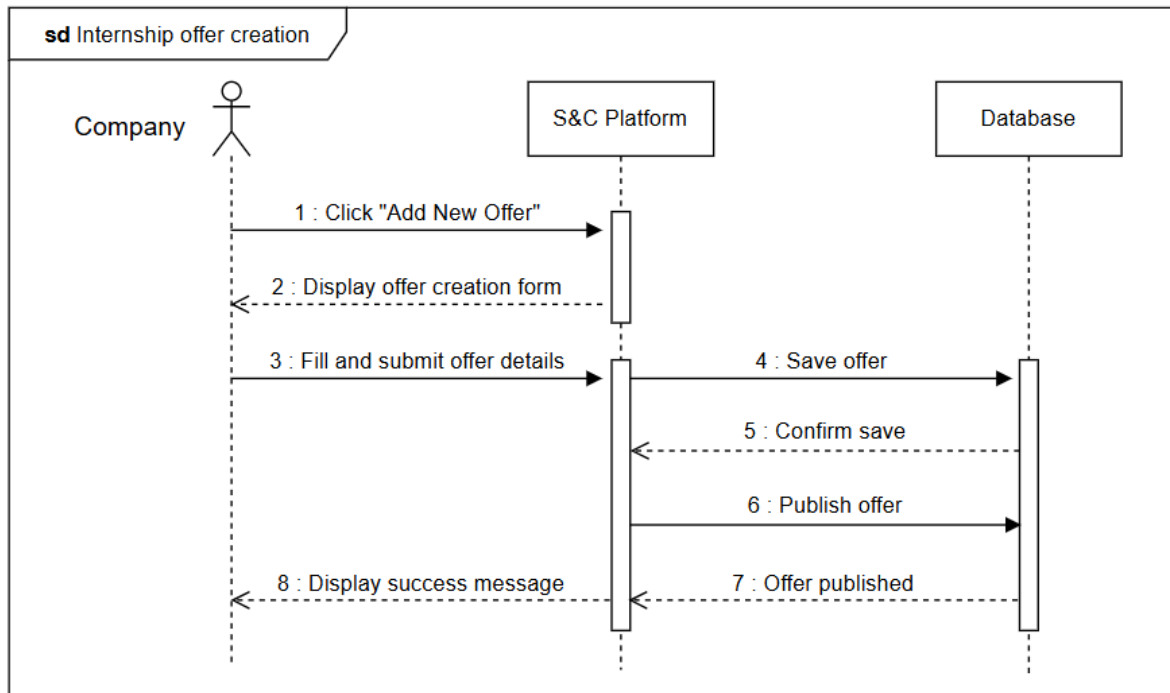 sd Internship offer creation
Company
S&C Platform
Database
1 : Click "Add New Offer"
2 : Display offer creation form
3 : Fill and submit offer details
4 : Save offer
5 : Confirm save
6 : Publish offer
8 : Display success message
7 : Offer published